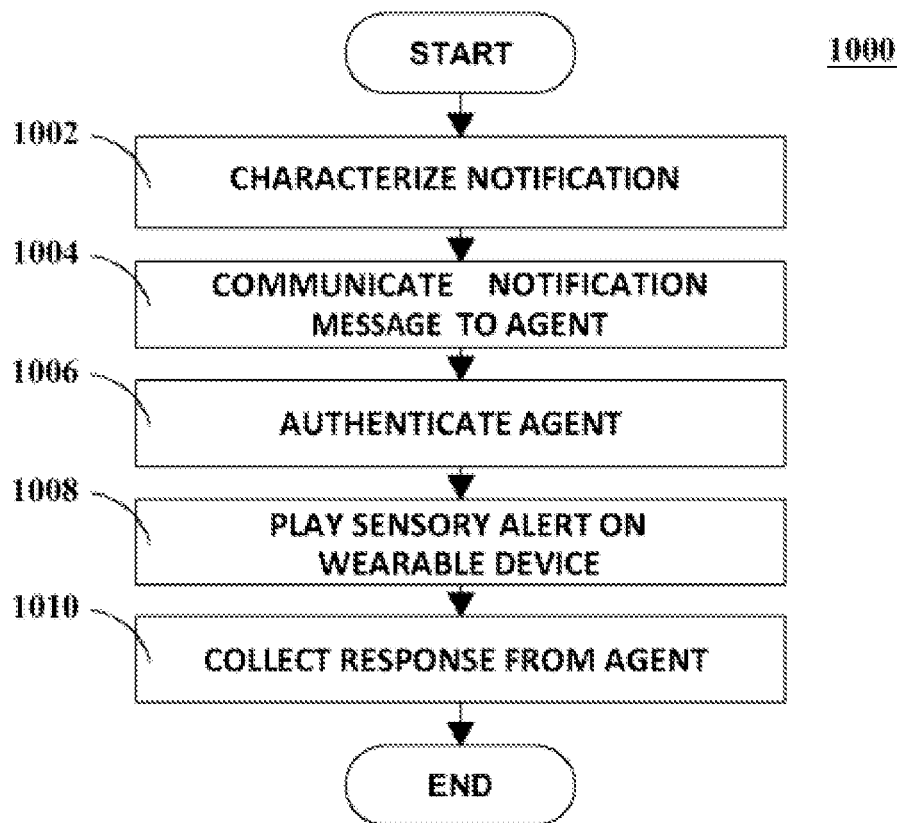 START
1000
1002
CHARACTERIZE NOTIFICATION
1004
COMMUNICATE NOTIFICATION
MESSAGE TO AGENT
1006
AUTHENTICATE AGENT
1008
PLAY SENSORY ALERT ON
WEARABLE DEVICE
1010
COLLECT RESPONSE FROM AGENT
END